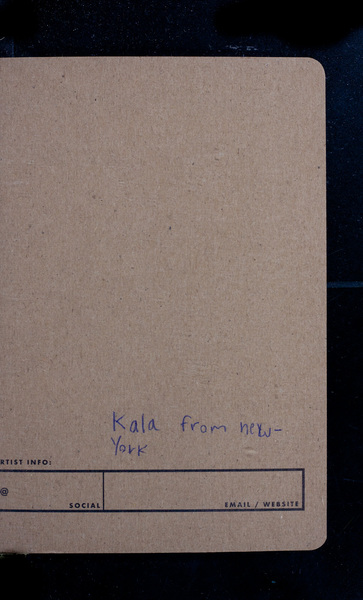 Kala from new-
York
RTIST INFO:
@
SOCIAL
EMAIL / WEBSITE